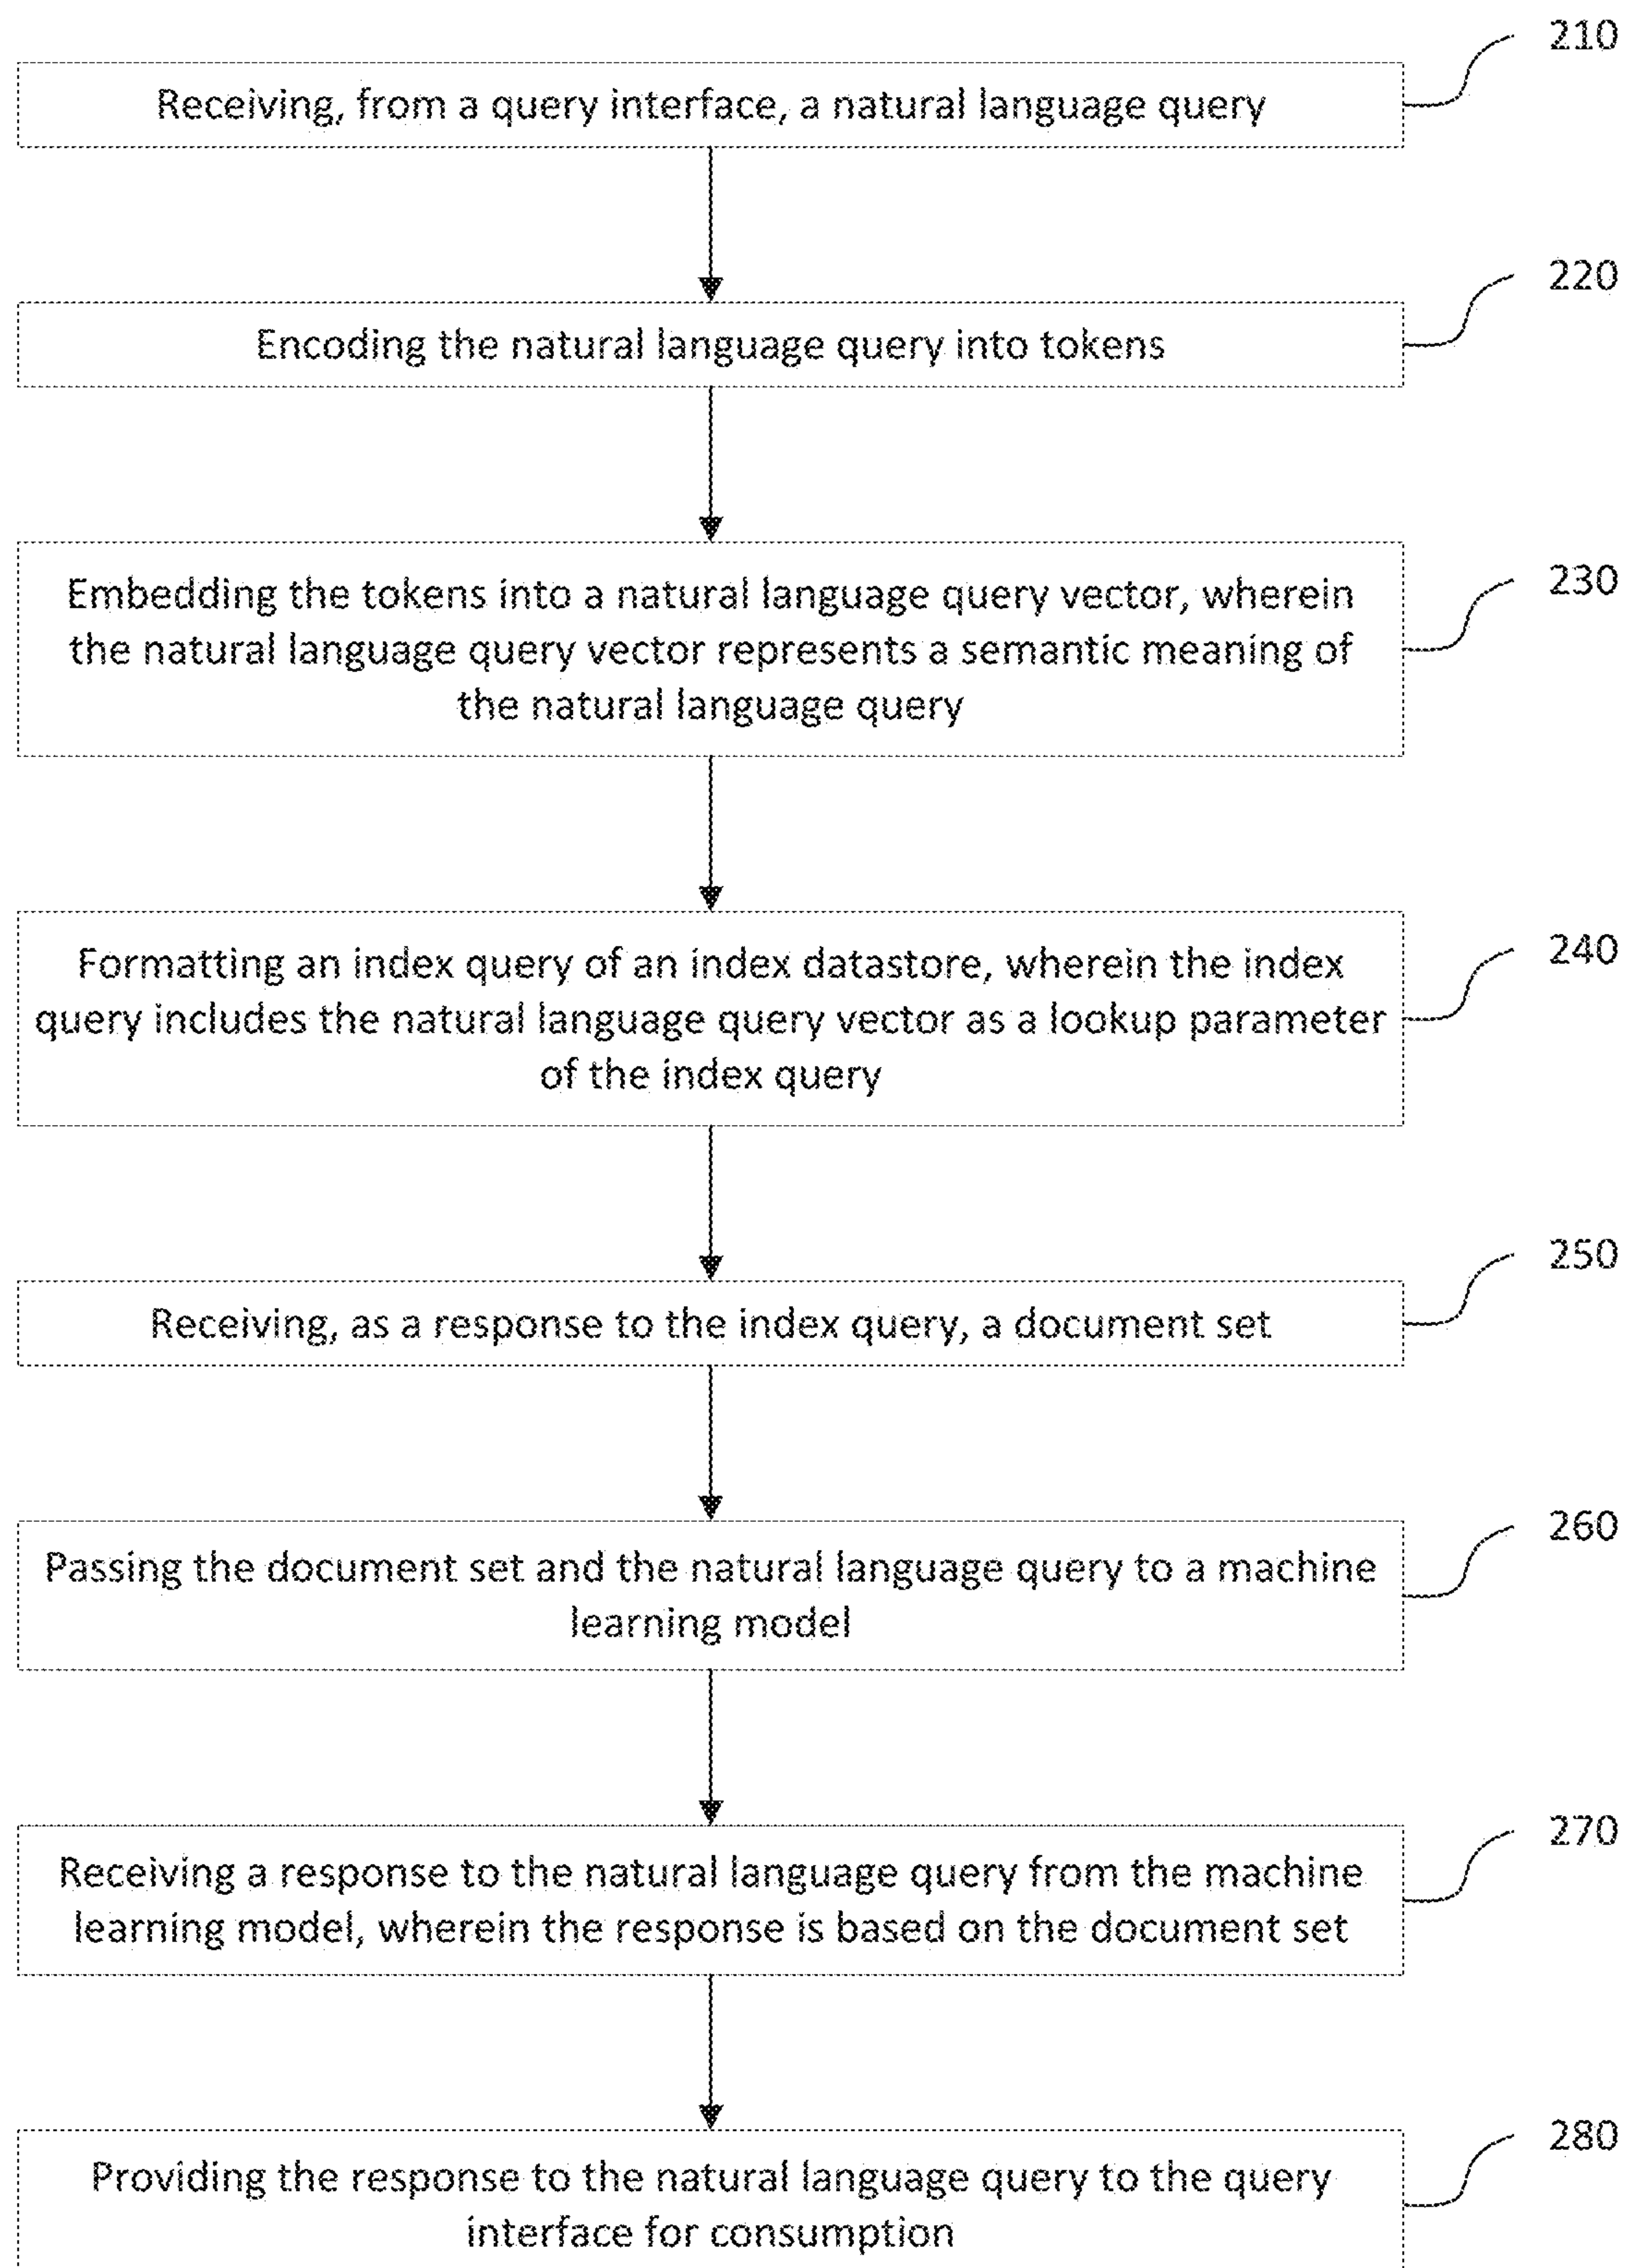 210
Receiving, from a query interface, a natural language query
220
Encoding the natural language query into tokens
230
Embedding the tokens into a natural language query vector, wherein
the natural language query vector represents a semantic meaning of
the natural language query
240
Formatting an index query of an index datastore, wherein the index
query includes the natural language query vector as a lookup parameter
of the index query
250
Receiving, as a response to the index query, a document set
260
Passing the document set and the natural language query to a machine
learning model
270
Receiving a response to the natural language query from the machine
learning model, wherein the response is based on the document set
280
Providing the response to the natural language query to the query
interface for consumption